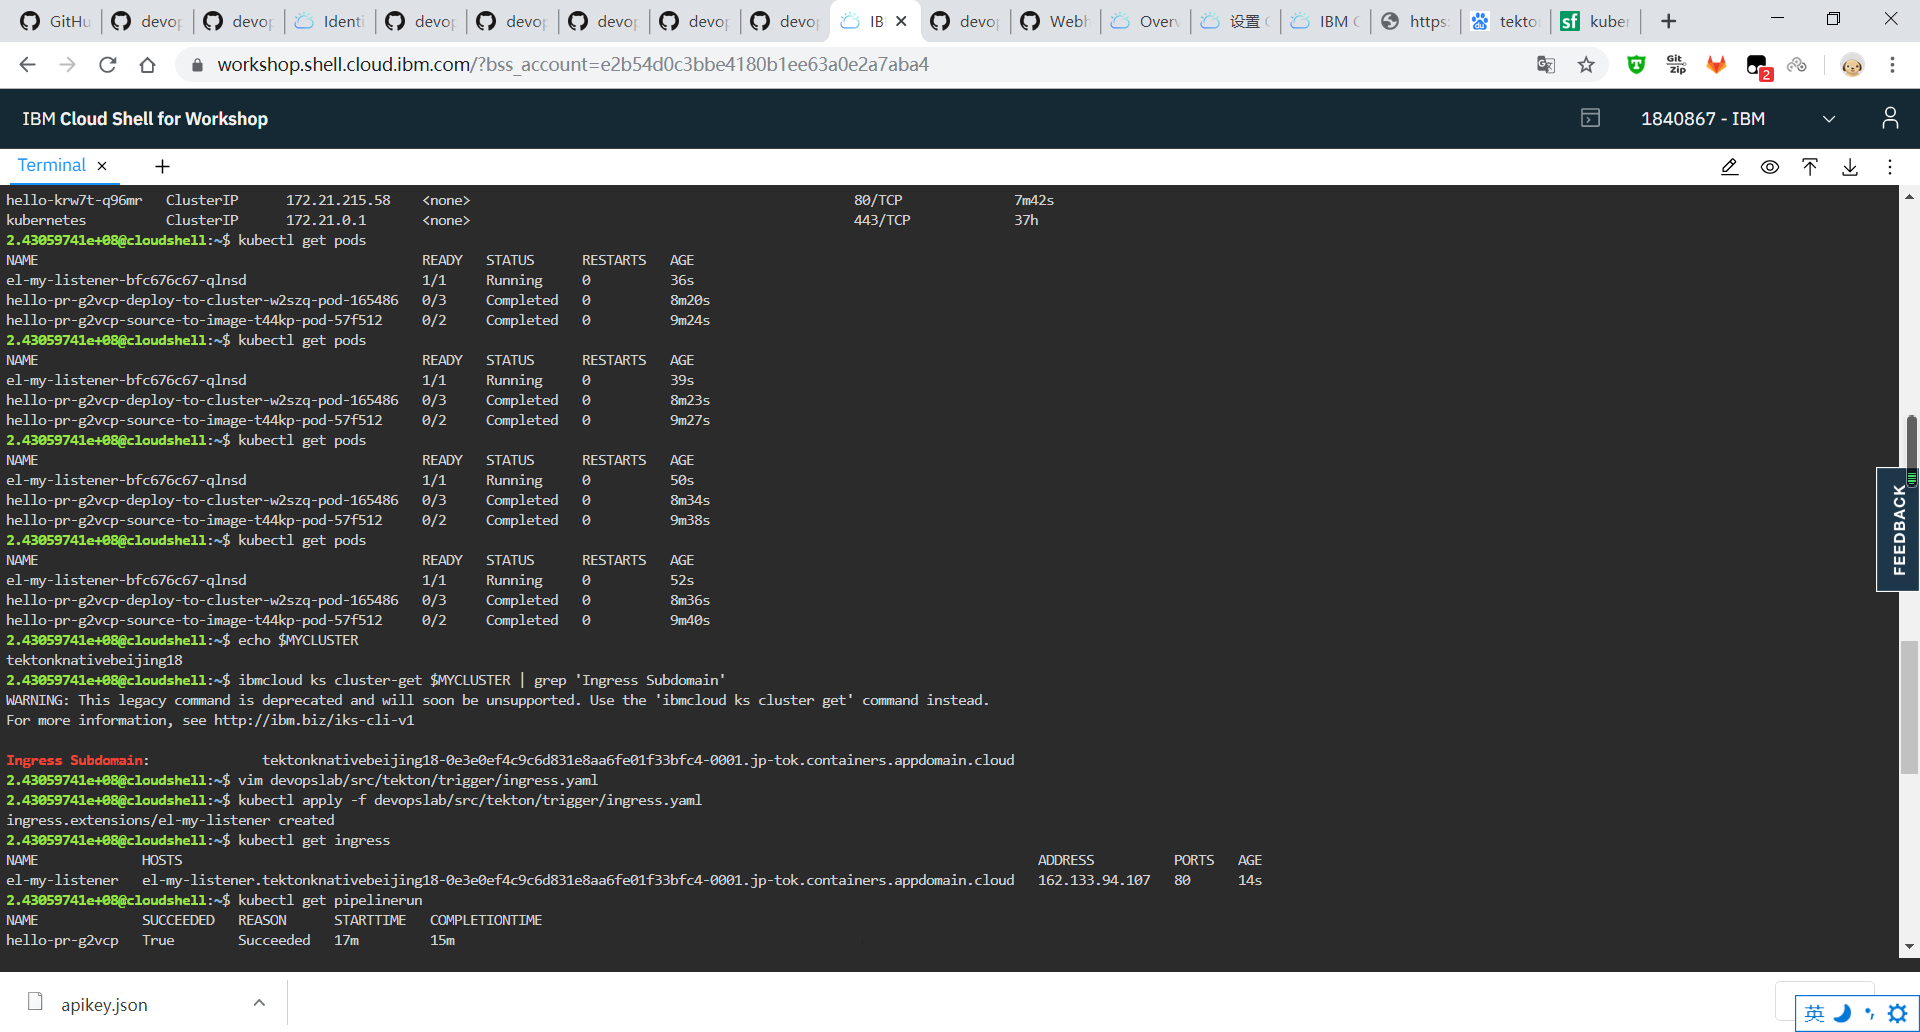 GitHu devop devop Identi devop devop devop devop devop IB devop Webh Overv 设置 IBM C https: tekto kuber
workshop.shell.cloud.ibm.com/?bss_account=e2b54d0c3bbe4180b1ee63a0e2a7aba4
Git Zip
2
IBM Cloud Shell for Workshop
1840867 - IBM
Terminal
hello-krw7t-q96mr ClusterIP 172.21.215.58 <none> 80/TCP 7m42s
kubernetes ClusterIP 172.21.0.1 <none> 443/TCP 37h
2.43059741e+08@cloudshell:~$ kubectl get pods
NAME READY STATUS RESTARTS AGE
el-my-listener-bfc676c67-qlnsd 1/1 Running 0 36s
hello-pr-g2vcp-deploy-to-cluster-w2szq-pod-165486 0/3 Completed 0 8m20s
hello-pr-g2vcp-source-to-image-t44kp-pod-57f512 0/2 Completed 0 9m24s
2.43059741e+08@cloudshell:~$ kubectl get pods
NAME READY STATUS RESTARTS AGE
el-my-listener-bfc676c67-qlnsd 1/1 Running 0 39s
hello-pr-g2vcp-deploy-to-cluster-w2szq-pod-165486 0/3 Completed 0 8m23s
hello-pr-g2vcp-source-to-image-t44kp-pod-57f512 0/2 Completed 0 9m27s
2.43059741e+08@cloudshell:~$ kubectl get pods
NAME READY STATUS RESTARTS AGE
el-my-listener-bfc676c67-qlnsd 1/1 Running 0 50s
hello-pr-g2vcp-deploy-to-cluster-w2szq-pod-165486 0/3 Completed 0 8m34s
hello-pr-g2vcp-source-to-image-t44kp-pod-57f512 0/2 Completed 0 9m38s
2.43059741e+08@cloudshell:~$ kubectl get pods
NAME READY STATUS RESTARTS AGE
el-my-listener-bfc676c67-qlnsd 1/1 Running 0 52s
hello-pr-g2vcp-deploy-to-cluster-w2szq-pod-165486 0/3 Completed 0 8m36s
hello-pr-g2vcp-source-to-image-t44kp-pod-57f512 0/2 Completed 0 9m40s
2.43059741e+08@cloudshell:~$ echo $MYCLUSTER
tektonknativebeijing18
2.43059741e+08@cloudshell:~$ ibmcloud ks cluster-get $MYCLUSTER | grep 'Ingress Subdomain'
WARNING: This legacy command is deprecated and will soon be unsupported. Use the 'ibmcloud ks cluster get' command instead.
For more information, see http://ibm.biz/iks-cli-v1
Ingress Subdomain: tektonknativebeijing18-0e3e0ef4c9c6d831e8aa6fe01f33bfc4-0001.jp-tok.containers.appdomain.cloud
2.43059741e+08@cloudshell:~$ vim devopslab/src/tekton/trigger/ingress.yaml
2.43059741e+08@cloudshell:~$ kubectl apply -f devopslab/src/tekton/trigger/ingress.yaml
ingress.extensions/el-my-listener created
2.43059741e+08@cloudshell:~$ kubectl get ingress
NAME HOSTS ADDRESS PORTS AGE
el-my-listener el-my-listener.tektonknativebeijing18-0e3e0ef4c9c6d831e8aa6fe01f33bfc4-0001.jp-tok.containers.appdomain.cloud 162.133.94.107 80 14s
2.43059741e+08@cloudshell:~$ kubectl get pipelinerun
NAME SUCCEEDED REASON STARTTIME COMPLETIONTIME
hello-pr-g2vcp True Succeeded 17m 15m
FEEDBACK
apikey.json
英